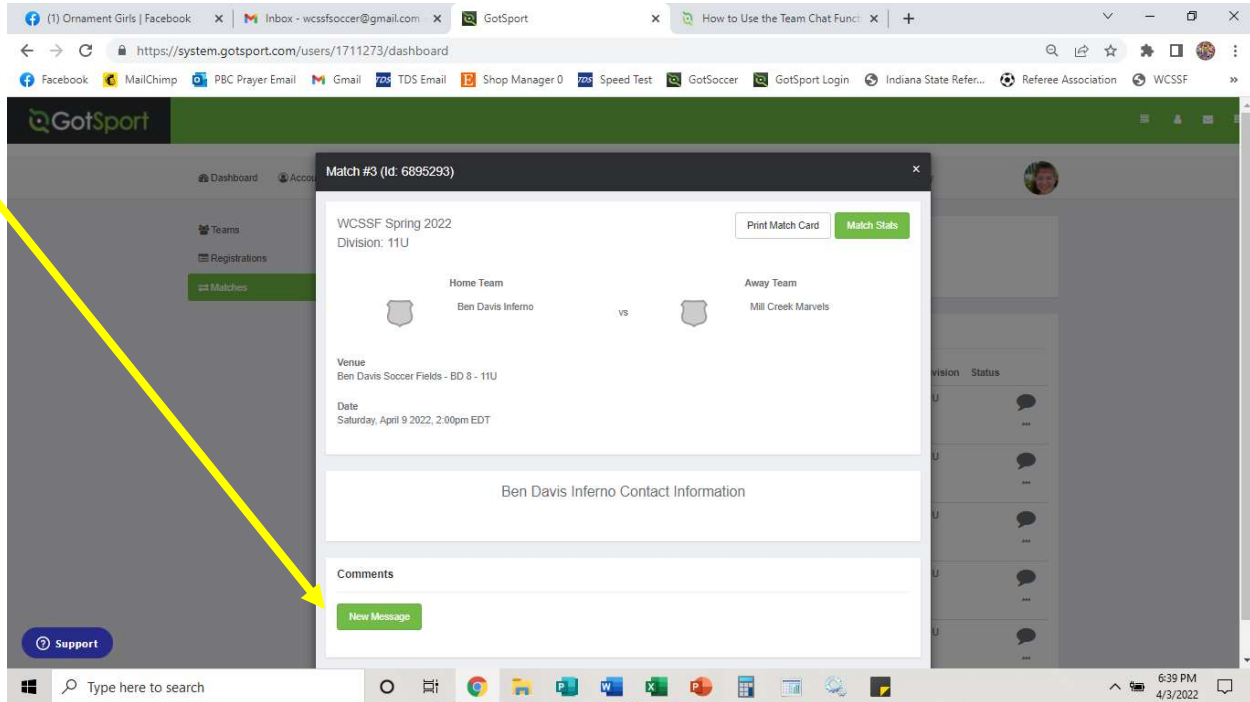 (1) Ornament Girls | Facebook
Inbox - wcssfsoccer@gmail.com
GotSport
How to Use the Team Chat Func
https://system.gotsport.com/users/1711273/dashboard
Facebook MailChimp PBC Prayer Email Gmail TDS TDS Email Shop Manager 0 TDS Speed Test GotSoccer GotSport Login Indiana State Refer... Referee Association WCSSF »
GotSport
Dashboard Accou
Match #3 (Id: 6895293) ×
Teams
Registrations
Matches
WCSSF Spring 2022
Division: 11U
Print Match Card Match Stats
Home Team Away Team
Ben Davis Inferno vs Mill Creek Marvels
Venue
Ben Davis Soccer Fields - BD 8 - 11U
Date
Saturday, April 9 2022, 2:00pm EDT
vision Status
U
U
U
U
U
Ben Davis Inferno Contact Information
Comments
New Message
Support
Type here to search
6:39 PM
4/3/2022